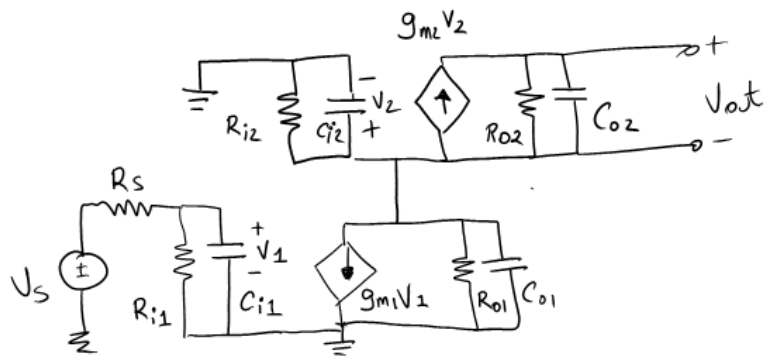 gm2V2
+
Vout
-
Ri2
Ci2
-
V2
+
Ro2
Co2
Rs
Vs
±
Ri1
Ci1
+
V1
-
gm1V1
Ro1
Co1